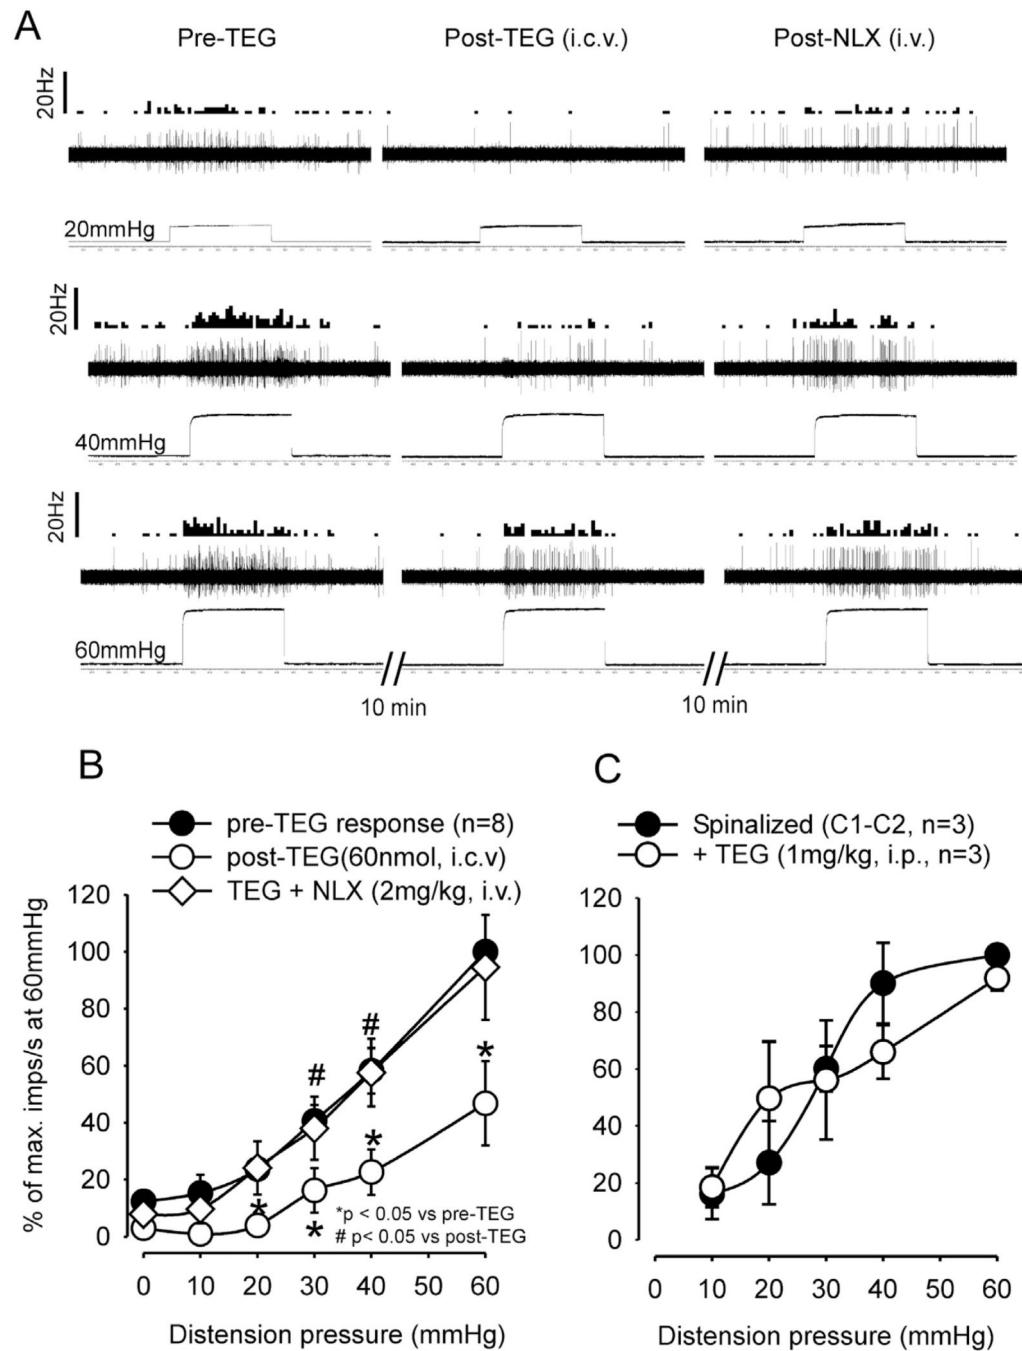 A
Pre-TEG
Post-TEG (i.c.v.)
Post-NLX (i.v.)
20Hz
20mmHg
20Hz
40mmHg
20Hz
60mmHg
10 min
10 min
B
pre-TEG response (n=8)
post-TEG(60nmol, i.c.v)
TEG + NLX (2mg/kg, i.v.)
% of max. imps/s at 60mmHg
120
100
80
60
40
20
0
#
#
*
*
*
*
*p < 0.05 vs pre-TEG
# p< 0.05 vs post-TEG
0 10 20 30 40 60
Distension pressure (mmHg)
C
Spinalized (C1-C2, n=3)
+ TEG (1mg/kg, i.p., n=3)
120
100
80
60
40
20
0
0 10 20 30 40 60
Distension pressure (mmHg)